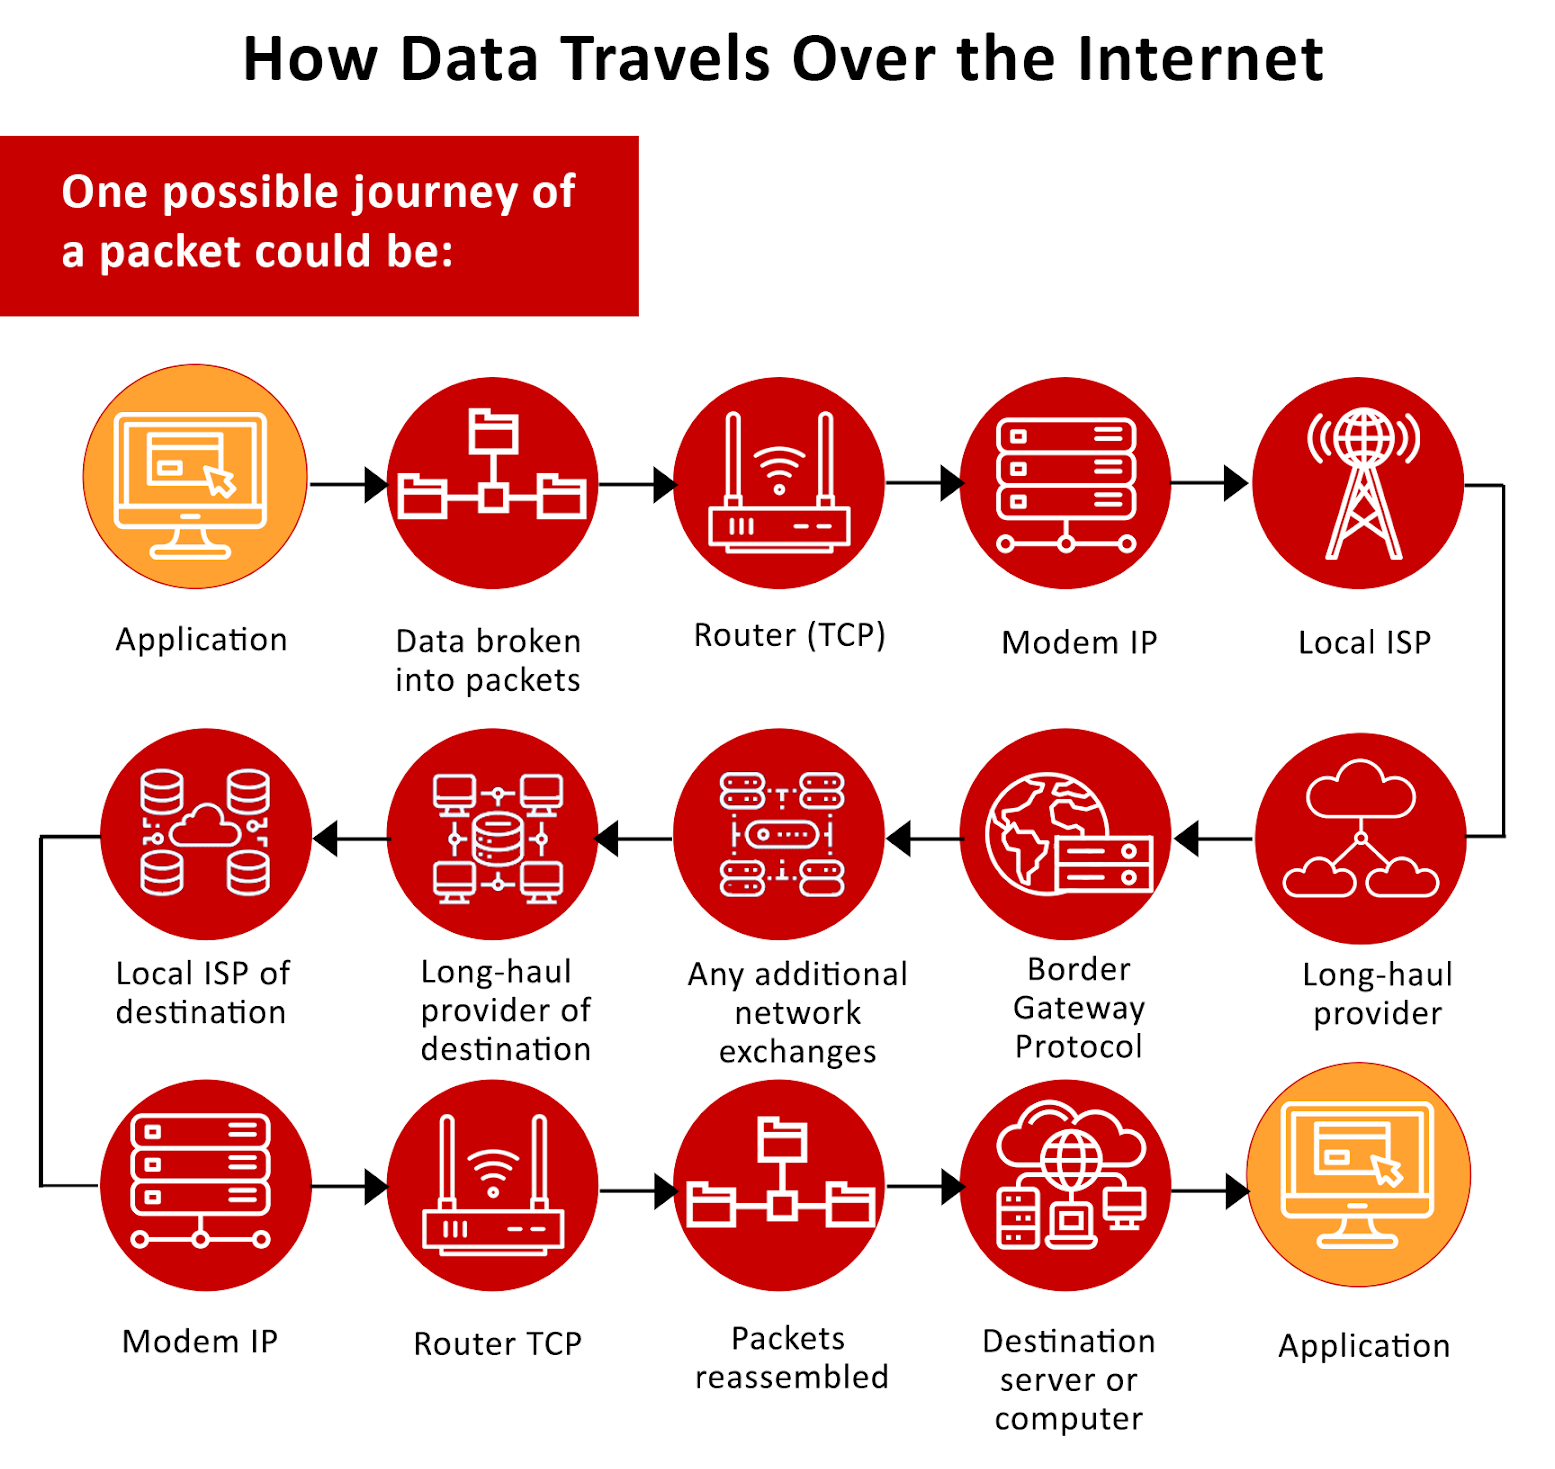 How Data Travels Over the Internet
One possible journey of
a packet could be:
Application
Data broken
into packets
Router (TCP)
Modem IP
Local ISP
Local ISP of
destination
Long-haul
provider of
destination
Any additional
network
exchanges
Border
Gateway
Protocol
Long-haul
provider
Modem IP
Router TCP
Packets
reassembled
Destination
server or
computer
Application